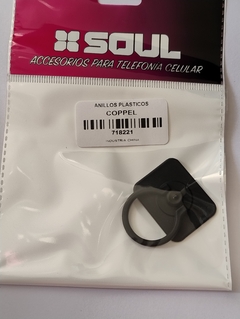 SOUL
ACCESORIOS PARA TELEFONIA CELULAR
ANILLOS PLASTICOS
COPPEL
718221